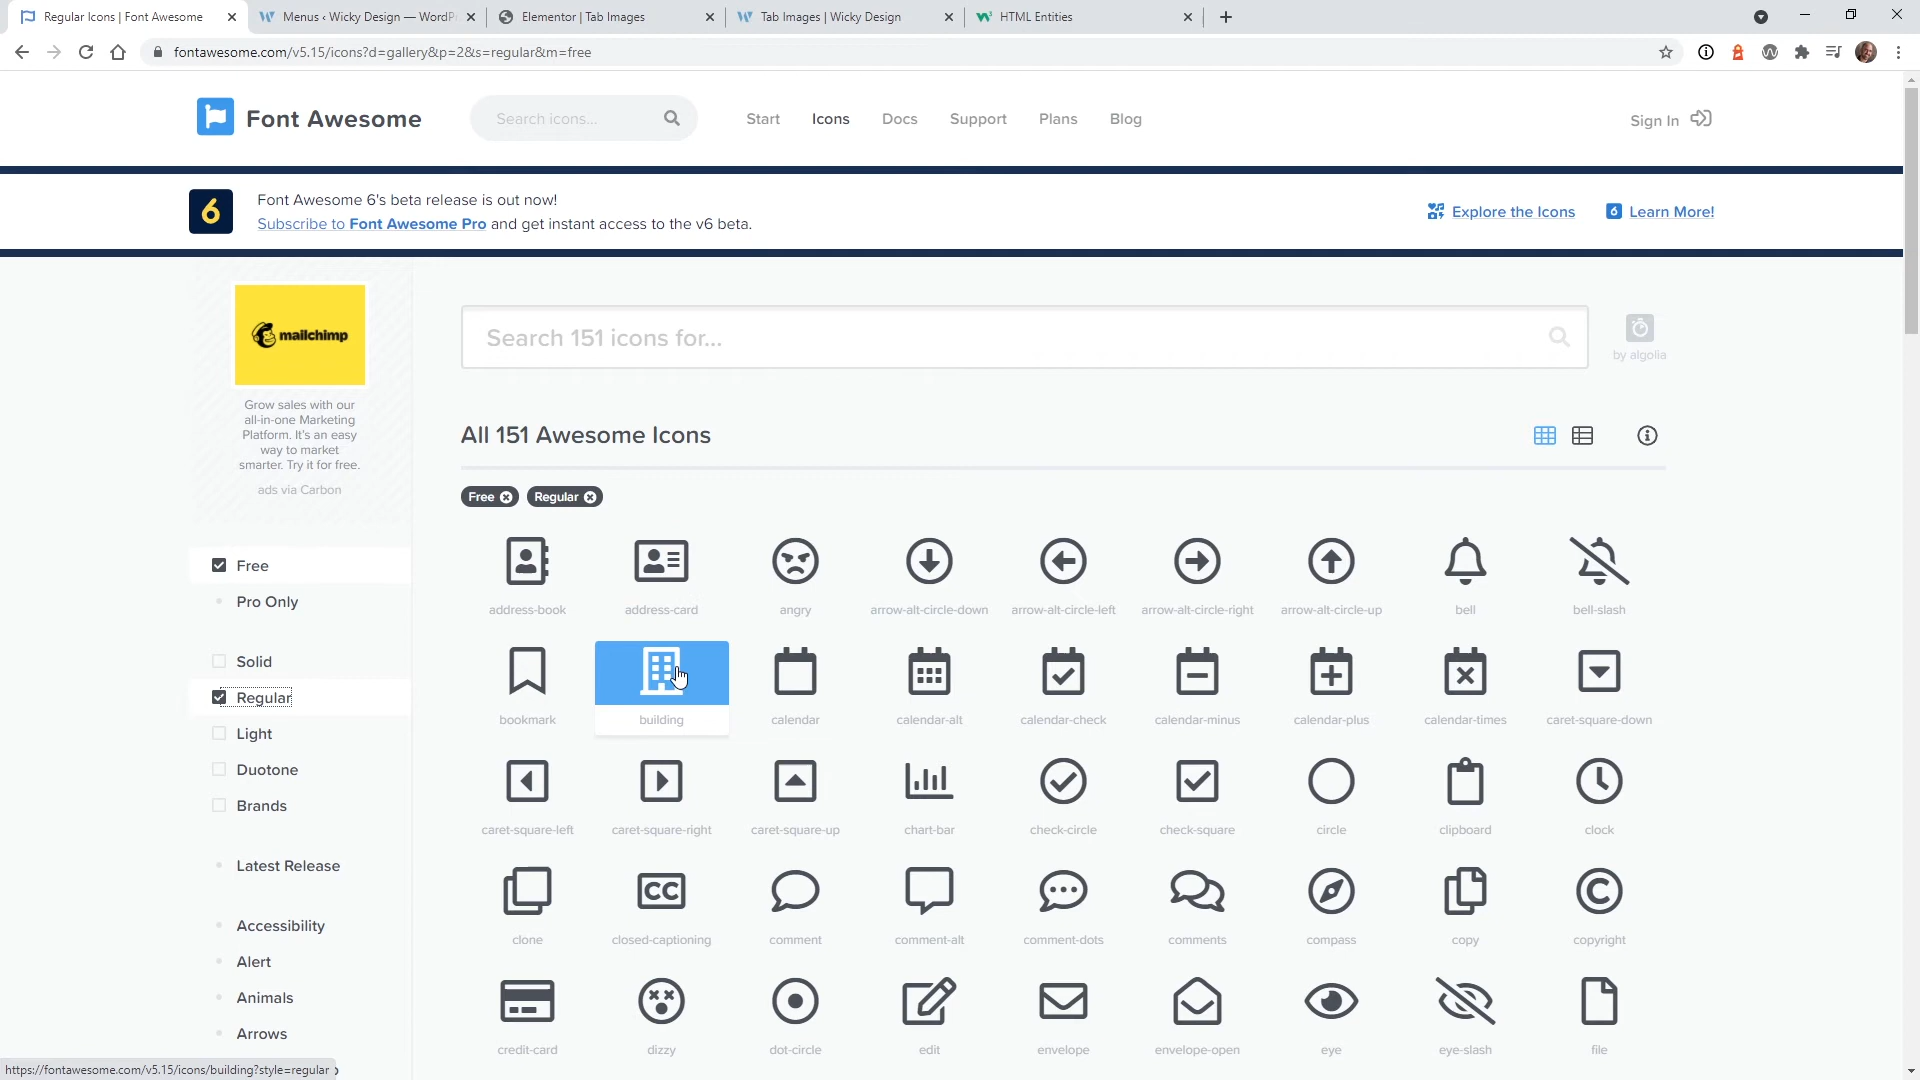 Regular Icons | Font Awesome
Menus ‹ Wicky Design — WordP
Elementor | Tab Images
Tab Images | Wicky Design
HTML Entities
fontawesome.com/v5.15/icons?d=gallery&p=2&s=regular&m=free
Font Awesome
Search icons...
Start
Icons
Docs
Support
Plans
Blog
Sign In
6
Font Awesome 6's beta release is out now!
Subscribe to Font Awesome Pro and get instant access to the v6 beta.
Explore the Icons
6
Learn More!
mailchimp
Grow sales with our
all-in-one Marketing
Platform. It's an easy
way to market
smarter. Try it for free.
ads via Carbon
Search 151 icons for...
by algolia
All 151 Awesome Icons
Free
Regular
Free
Pro Only
Solid
Regular
Light
Duotone
Brands
Latest Release
Accessibility
Alert
Animals
Arrows
address-book
address-card
angry
arrow-alt-circle-down
arrow-alt-circle-left
arrow-alt-circle-right
arrow-alt-circle-up
bell
bell-slash
bookmark
building
calendar
calendar-alt
calendar-check
calendar-minus
calendar-plus
calendar-times
caret-square-down
caret-square-left
caret-square-right
caret-square-up
chart-bar
check-circle
check-square
circle
clipboard
clock
CC
clone
closed-captioning
comment
comment-alt
comment-dots
comments
compass
copy
copyright
credit-card
dizzy
dot-circle
edit
envelope
envelope-open
eye
eye-slash
file
https://fontawesome.com/v5.15/icons/building?style=regular